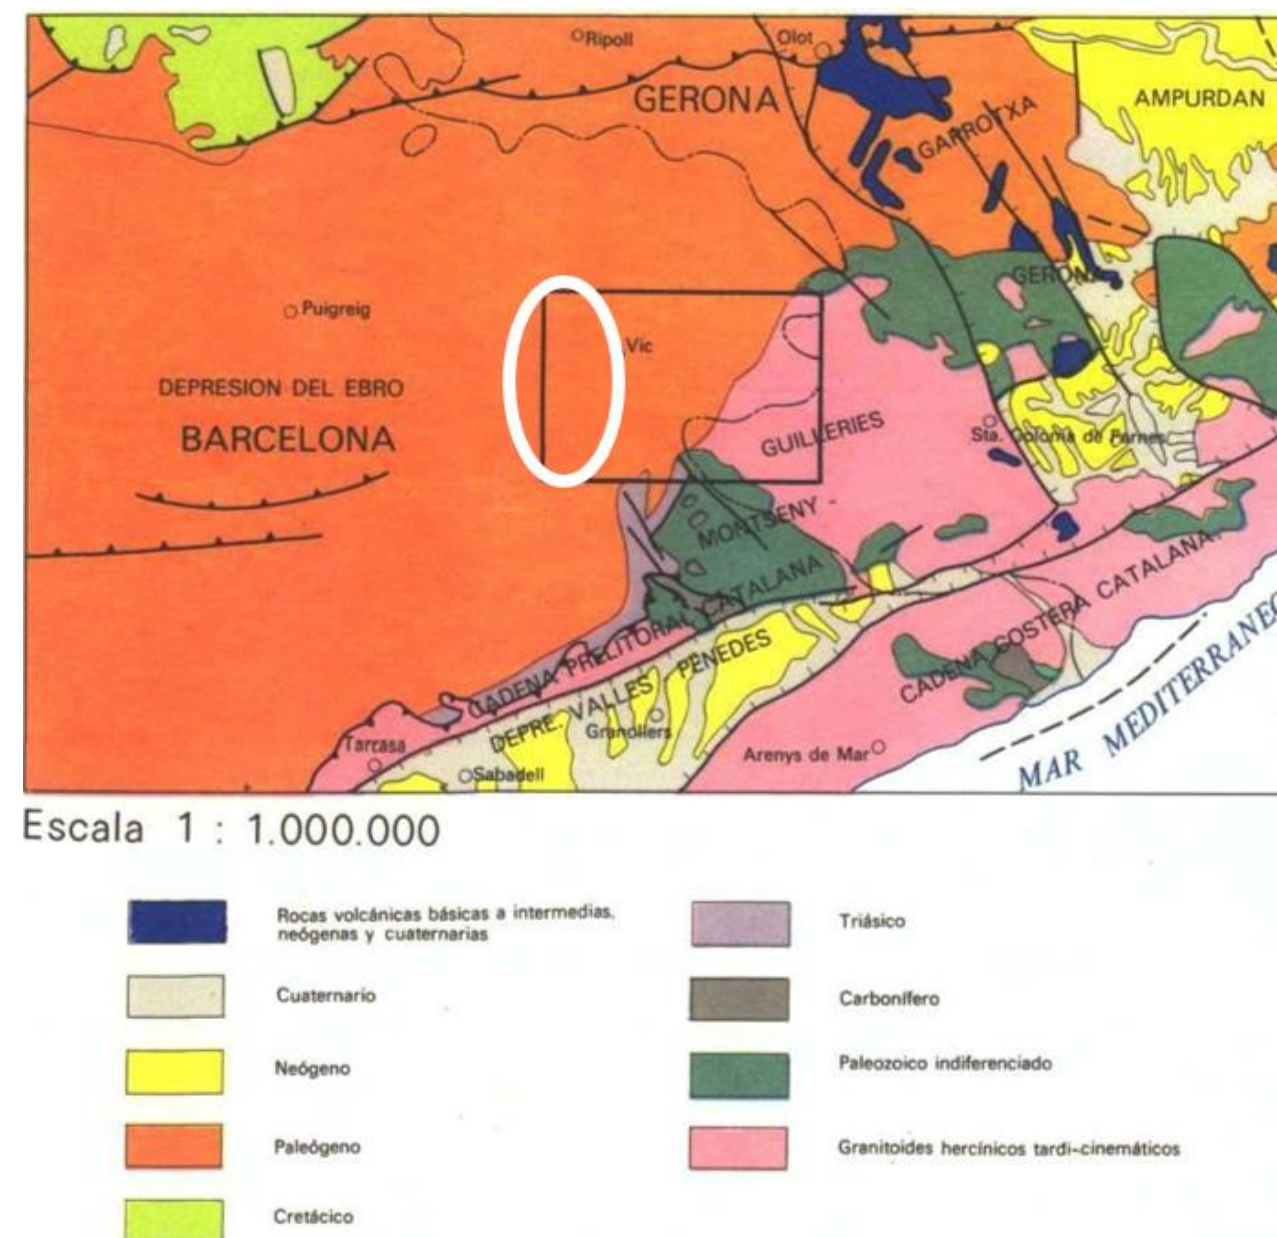 Ripoll
Olot
GERONA
AMPURDAN
GARROTXA
GERONA
Puigreig
Vic
DEPRESION DEL EBRO
BARCELONA
GUILLERIES
Sta. Coloma de Farnes
MONTSENY -
CADENA PRELITORAL CATALANA
DEPRE. VALLES PENEDES
CADENA COSTERA CATALANA
Granollers
Tarrasa
Sabadell
Arenys de Mar
MAR MEDITERRANEO
Escala 1 : 1.000.000
Rocas volcánicas básicas a intermedias,
neógenas y cuaternarias
Cuaternario
Neógeno
Paleógeno
Cretácico
Triásico
Carbonífero
Paleozoico indiferenciado
Granitoides hercínicos tardi-cinemáticos